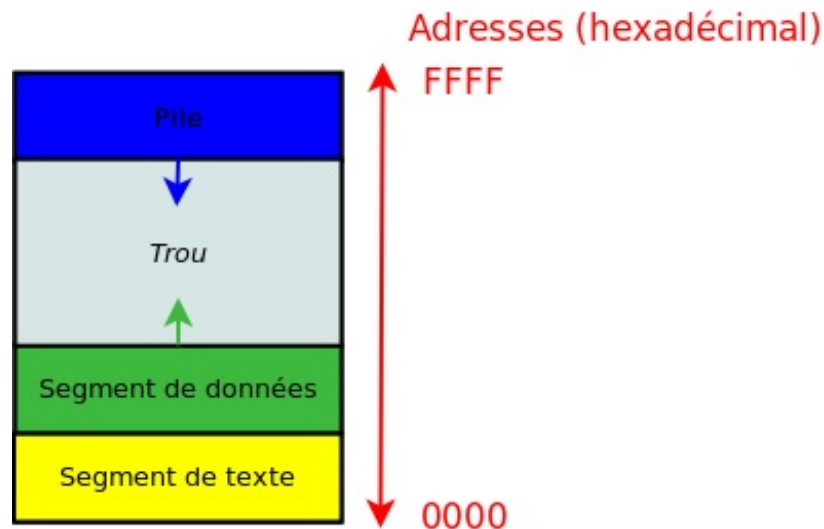 Adresses (hexadécimal)
FFFF
Pile
Trou
Segment de données
Segment de texte
0000